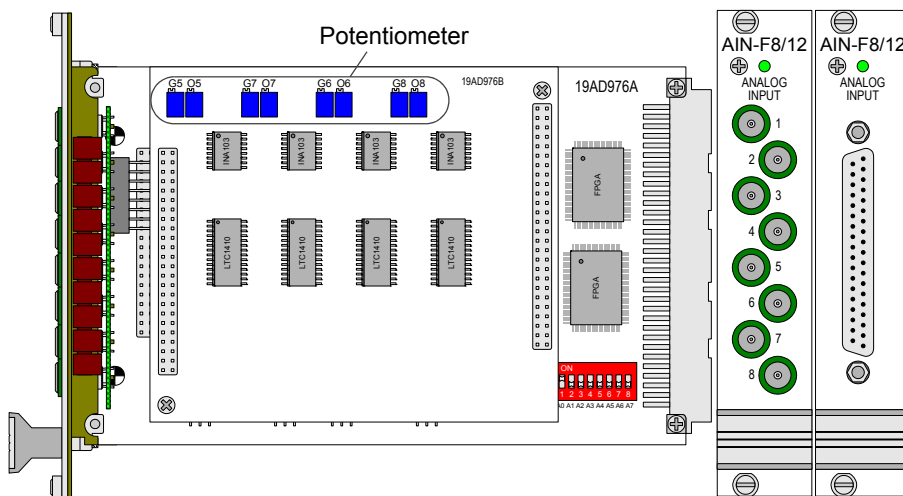 Potentiometer
G5 O5 G7 O7 G6 O6 G8 O8
19AD976B
19AD976A
INA103 INA103 INA103 INA103
LTC1410 LTC1410 LTC1410 LTC1410
FPGA
FPGA
ON
1 2 3 4 5 6 7 8
A0 A1 A2 A3 A4 A5 A6 A7
AIN-F8/12
ANALOG
INPUT
1
2
3
4
5
6
7
8
AIN-F8/12
ANALOG
INPUT